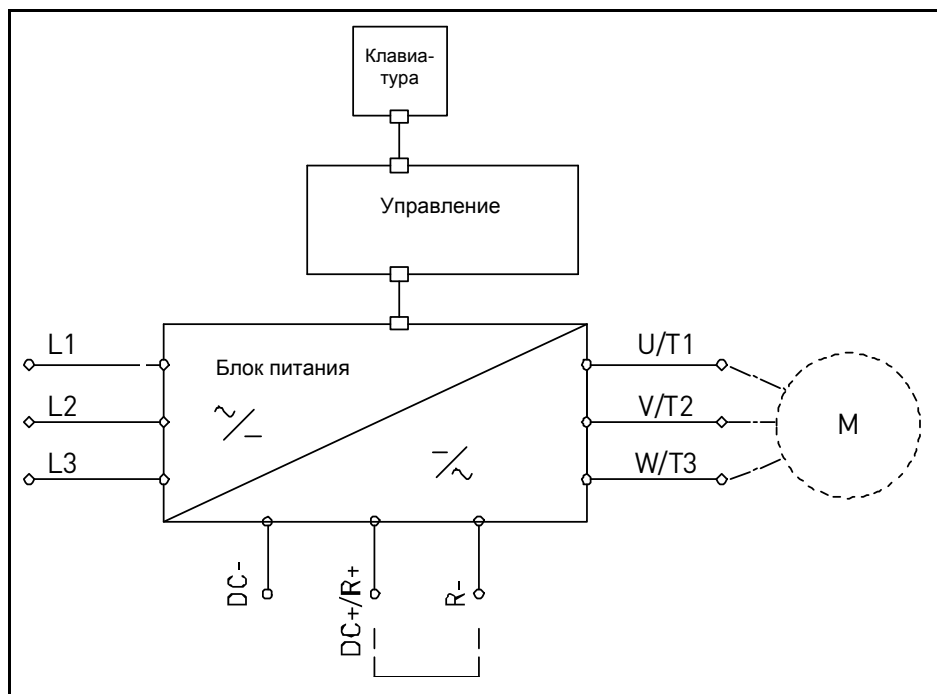 Клавиа-
тура
Управление
Блок питания
L1
L2
L3
U/T1
V/T2
W/T3
M
DC-
DC+/R+
R-